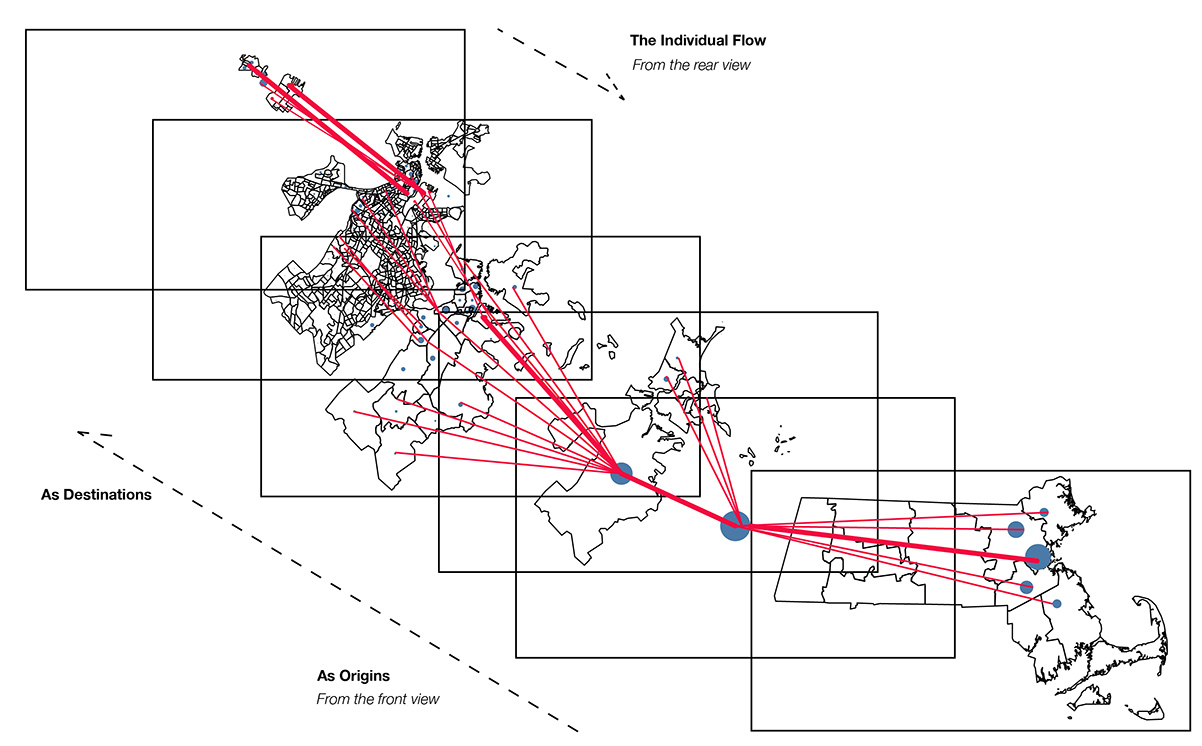 The Individual Flow
From the rear view
As Destinations
As Origins
From the front view